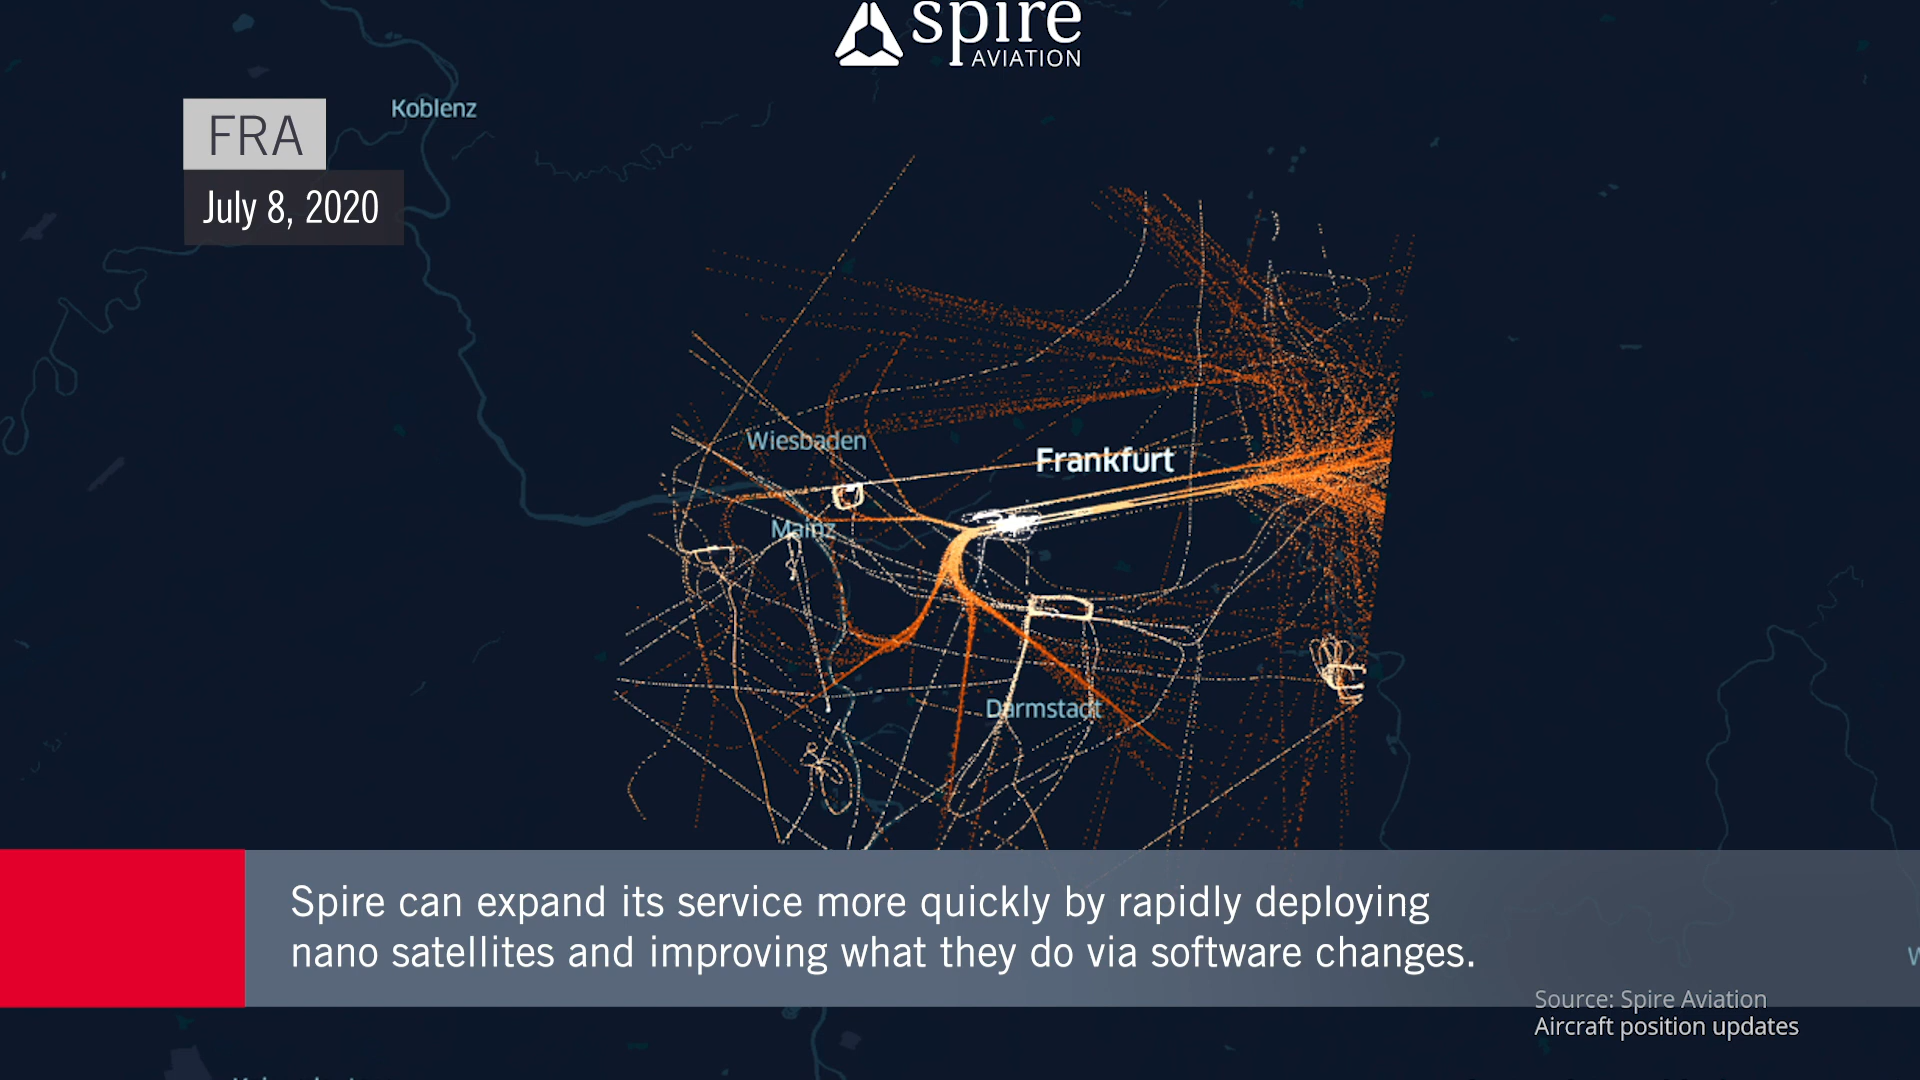 spire
AVIATION
FRA
July 8, 2020
Koblenz
Wiesbaden
Frankfurt
Mainz
Darmstadt
Spire can expand its service more quickly by rapidly deploying
nano satellites and improving what they do via software changes.
Source: Spire Aviation
Aircraft position updates